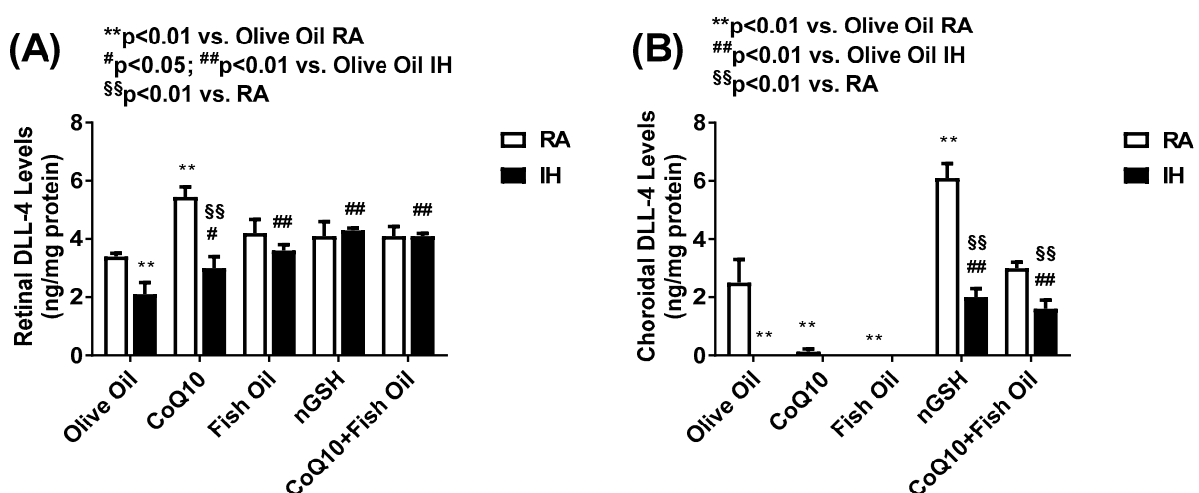 (A)
**p<0.01 vs. Olive Oil RA
#p<0.05; ##p<0.01 vs. Olive Oil IH
§§p<0.01 vs. RA
Retinal DLL-4 Levels
(ng/mg protein)
8
6
4
2
0
**
**
§§
#
##
##
##
RA
IH
Olive Oil
CoQ10
Fish Oil
nGSH
CoQ10+Fish Oil
(B)
**p<0.01 vs. Olive Oil RA
##p<0.01 vs. Olive Oil IH
§§p<0.01 vs. RA
Choroidal DLL-4 Levels
(ng/mg protein)
8
6
4
2
0
**
**
**
**
§§
##
§§
##
RA
IH
Olive Oil
CoQ10
Fish Oil
nGSH
CoQ10+Fish Oil